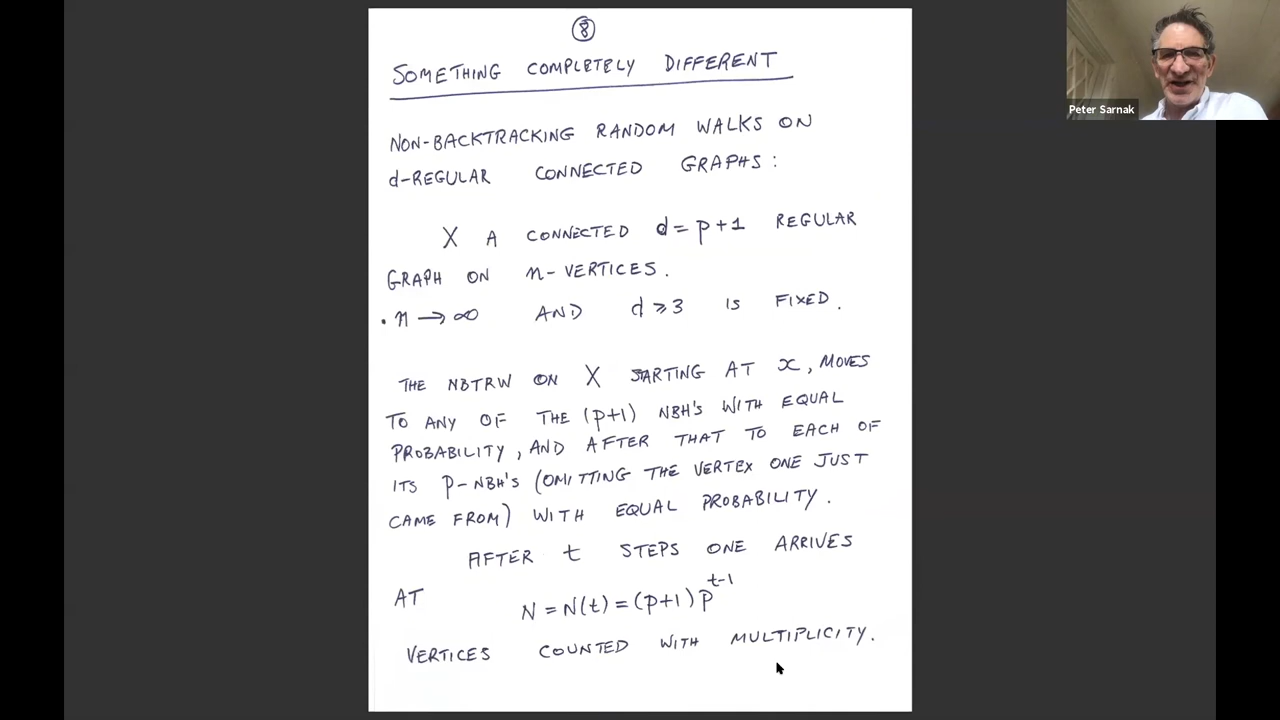 8
SOMETHING COMPLETELY DIFFERENT
NON-BACKTRACKING RANDOM WALKS ON
d-REGULAR CONNECTED GRAPHS :
X A CONNECTED d = p+1 REGULAR
GRAPH ON n-VERTICES.
. n → ∞ AND d ≥ 3 IS FIXED.
THE NBTRW ON X STARTING AT x, MOVES
TO ANY OF THE (p+1) NBH'S WITH EQUAL
PROBABILITY, AND AFTER THAT TO EACH OF
ITS p-NBH'S (OMITTING THE VERTEX ONE JUST
CAME FROM) WITH EQUAL PROBABILITY.
AFTER t STEPS ONE ARRIVES
AT
N = N(t) = (p+1) p^{t-1}
VERTICES COUNTED WITH MULTIPLICITY.
Peter Sarnak